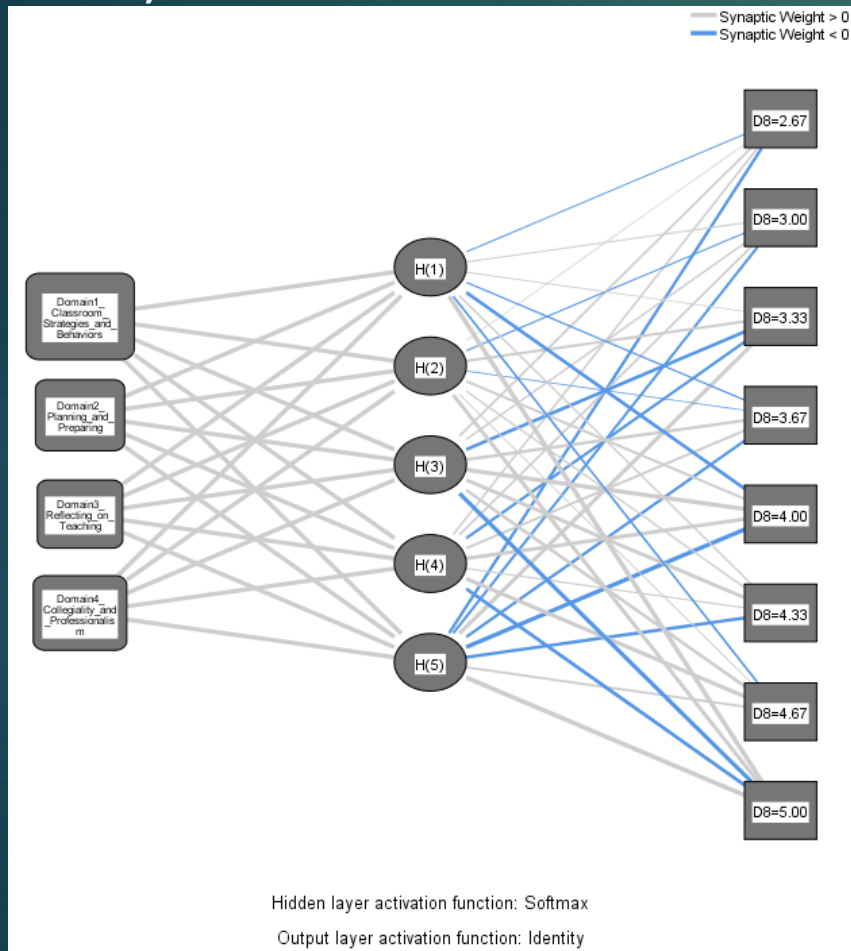 Synaptic Weight > 0
Synaptic Weight < 0
D8=2.67
D8=3.00
D8=3.33
D8=3.67
D8=4.00
D8=4.33
D8=4.67
D8=5.00
H(1)
H(2)
H(3)
H(4)
H(5)
Domain1_
Classroom_
Strategies_and_
Behaviors
Domain2_
Planning_and_
Preparing
Domain3_
Reflecting_on_
Teaching
Domain4_
Collegiality_and
_Professionalis
m
Hidden layer activation function: Softmax
Output layer activation function: Identity